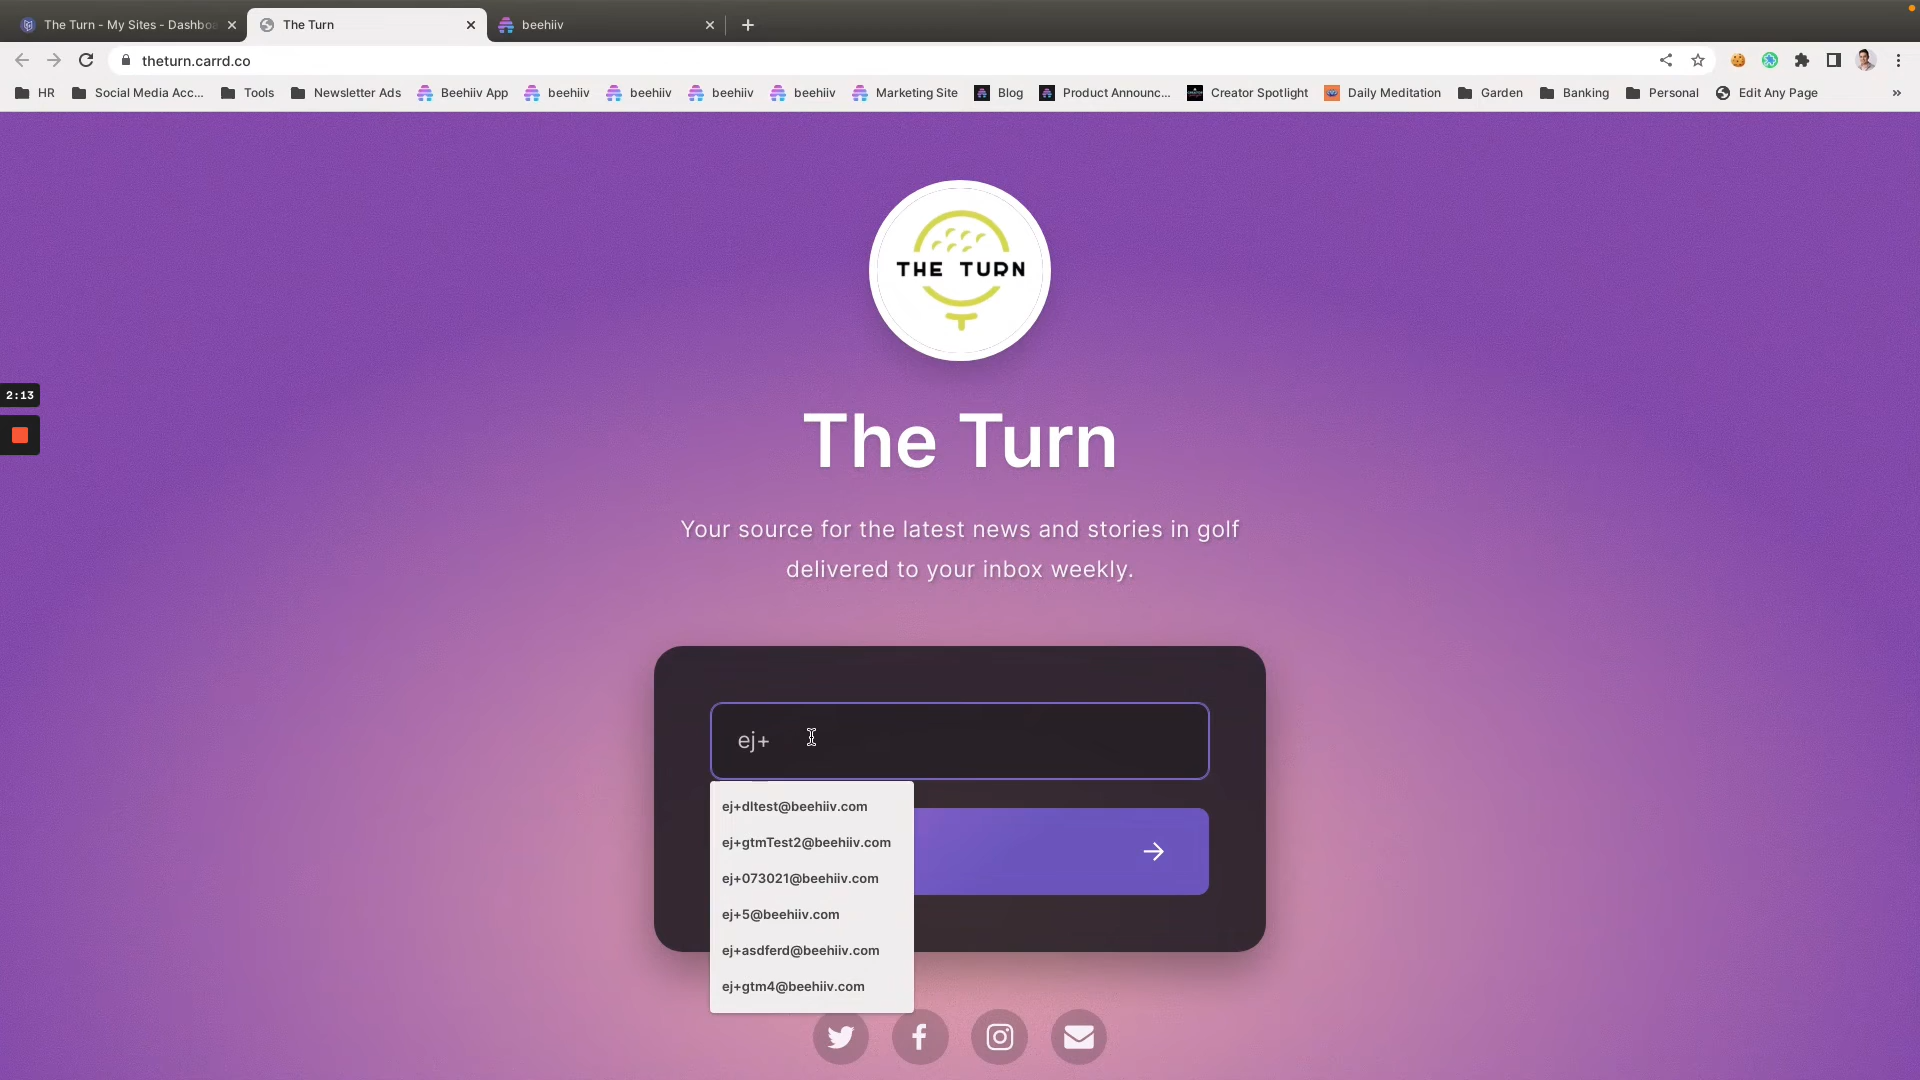 The Turn - My Sites - Dashboa
The Turn
beehiiv
theturn.carrd.co
HR
Social Media Acc...
Tools
Newsletter Ads
Beehiiv App
beehiiv
beehiiv
beehiiv
beehiiv
Marketing Site
Blog
Product Announc...
Creator Spotlight
Daily Meditation
Garden
Banking
Personal
Edit Any Page
»
THE TURN
2:13
The Turn
Your source for the latest news and stories in golf
delivered to your inbox weekly.
ej+
ej+dltest@beehiiv.com
ej+gtmTest2@beehiiv.com
ej+073021@beehiiv.com
ej+5@beehiiv.com
ej+asdferd@beehiiv.com
ej+gtm4@beehiiv.com